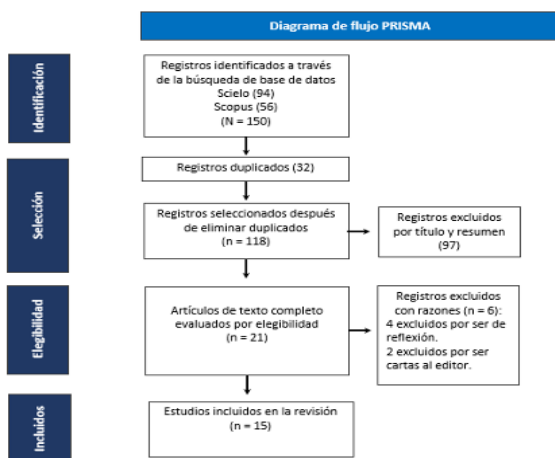 Diagrama de flujo PRISMA
Identificación
Registros identificados a través
de la búsqueda de base de datos
Scielo (94)
Scopus (56)
(N = 150)
Selección
Registros duplicados (32)
Registros seleccionados después
de eliminar duplicados
(n = 118)
Registros excluidos
por título y resumen
(97)
Elegibilidad
Artículos de texto completo
evaluados por elegibilidad
(n = 21)
Registros excluidos
con razones (n = 6):
4 excluidos por ser de
reflexión.
2 excluidos por ser
cartas al editor.
Incluidos
Estudios incluidos en la revisión
(n = 15)